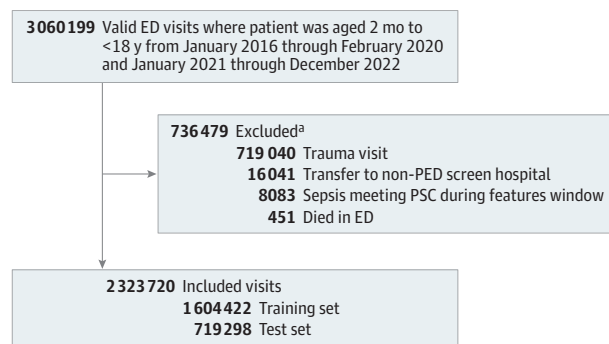 3060199 Valid ED visits where patient was aged 2 mo to
<18 y from January 2016 through February 2020
and January 2021 through December 2022
736479 Excludedᵃ
719040 Trauma visit
16041 Transfer to non-PED screen hospital
8083 Sepsis meeting PSC during features window
451 Died in ED
2323720 Included visits
1604422 Training set
719298 Test set